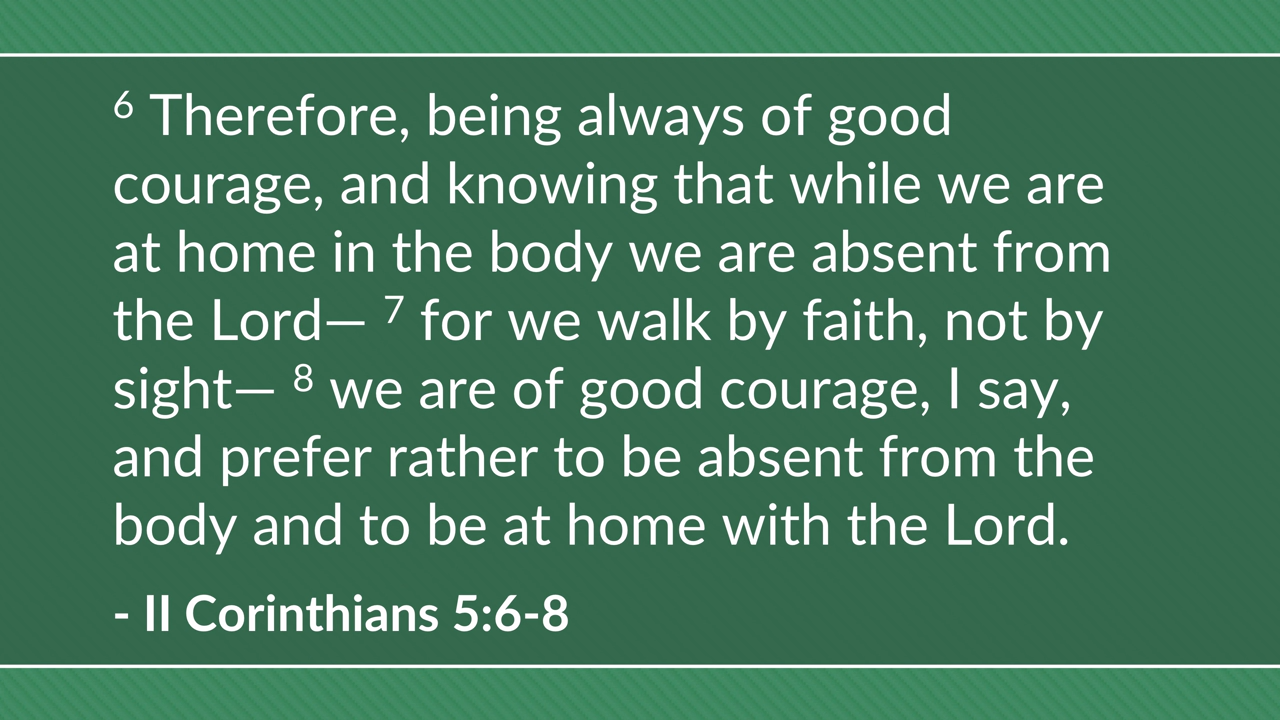 6 Therefore, being always of good
courage, and knowing that while we are
at home in the body we are absent from
the Lord— 7 for we walk by faith, not by
sight— 8 we are of good courage, I say,
and prefer rather to be absent from the
body and to be at home with the Lord.
- II Corinthians 5:6-8